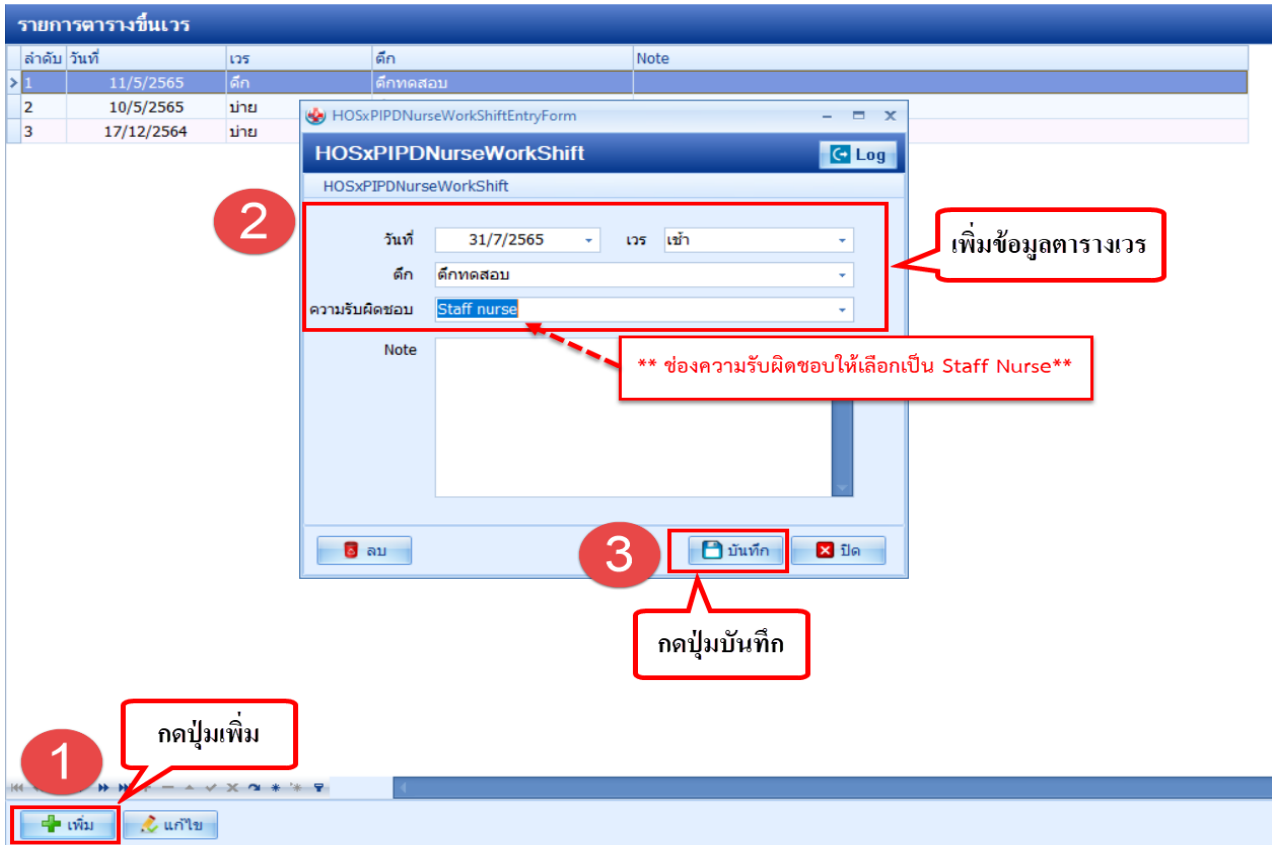 รายการตารางขึ้นเวร
ลำดับ วันที่ เวร ตึก Note
1 11/5/2565 ดึก ตึกทดสอบ
2 10/5/2565 บ่าย
3 17/12/2564 บ่าย
HOSxPIPDNurseWorkShiftEntryForm
HOSxPIPDNurseWorkShift
Log
HOSxPIPDNurseWorkShift
2
วันที่ 31/7/2565 เวร เช้า
ตึก ตึกทดสอบ
ความรับผิดชอบ Staff nurse
เพิ่มข้อมูลตารางเวร
Note
** ช่องความรับผิดชอบให้เลือกเป็น Staff Nurse**
ลบ
3
บันทึก
ปิด
กดปุ่มบันทึก
กดปุ่มเพิ่ม
1
เพิ่ม
แก้ไข